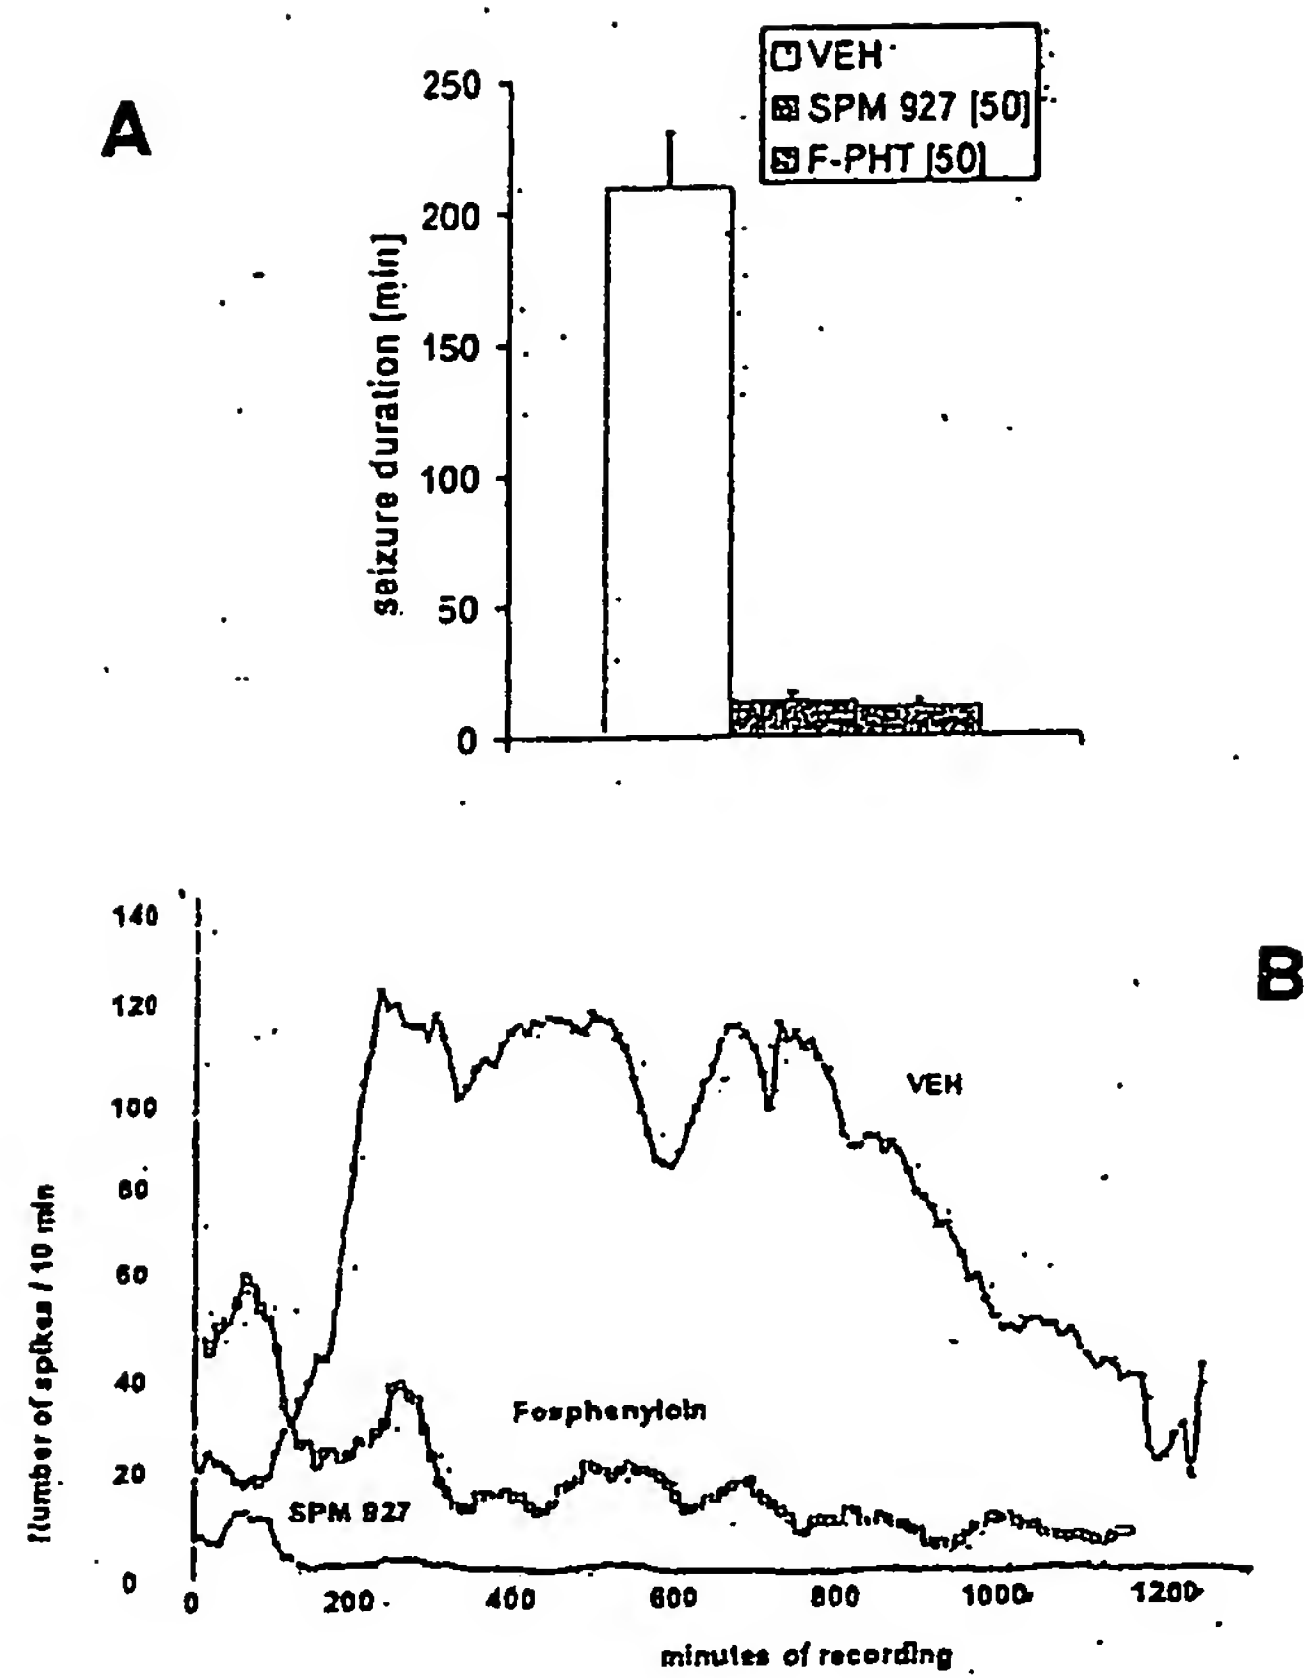 A
VEH
SPM 927 [50]
F-PHT [50]
seizure duration [min]
250
200
150
100
50
0
B
Number of spikes / 10 min
140
120
100
80
60
40
20
0
VEH
Fosphenytoin
SPM 927
0
200
400
600
800
1000
1200
minutes of recording